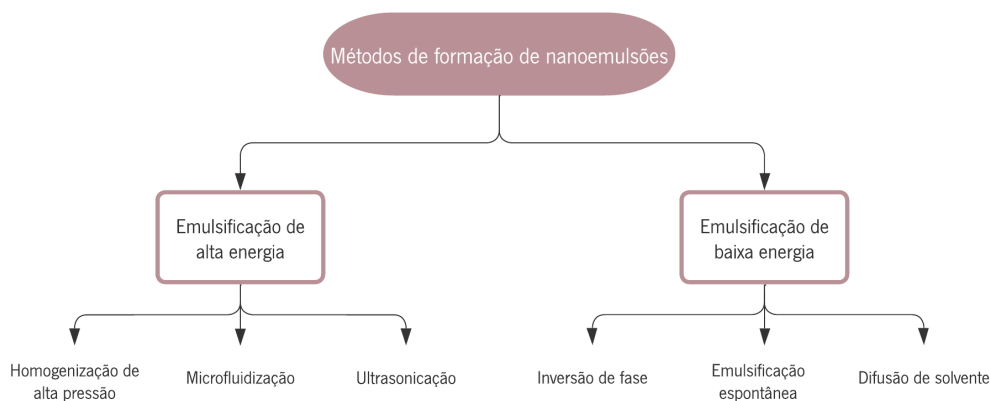 Métodos de formação de nanoemulsões
Emulsificação de
alta energia
Emulsificação de
baixa energia
Homogenização de
alta pressão
Microfluidização
Ultrasonicação
Inversão de fase
Emulsificação
espontânea
Difusão de solvente